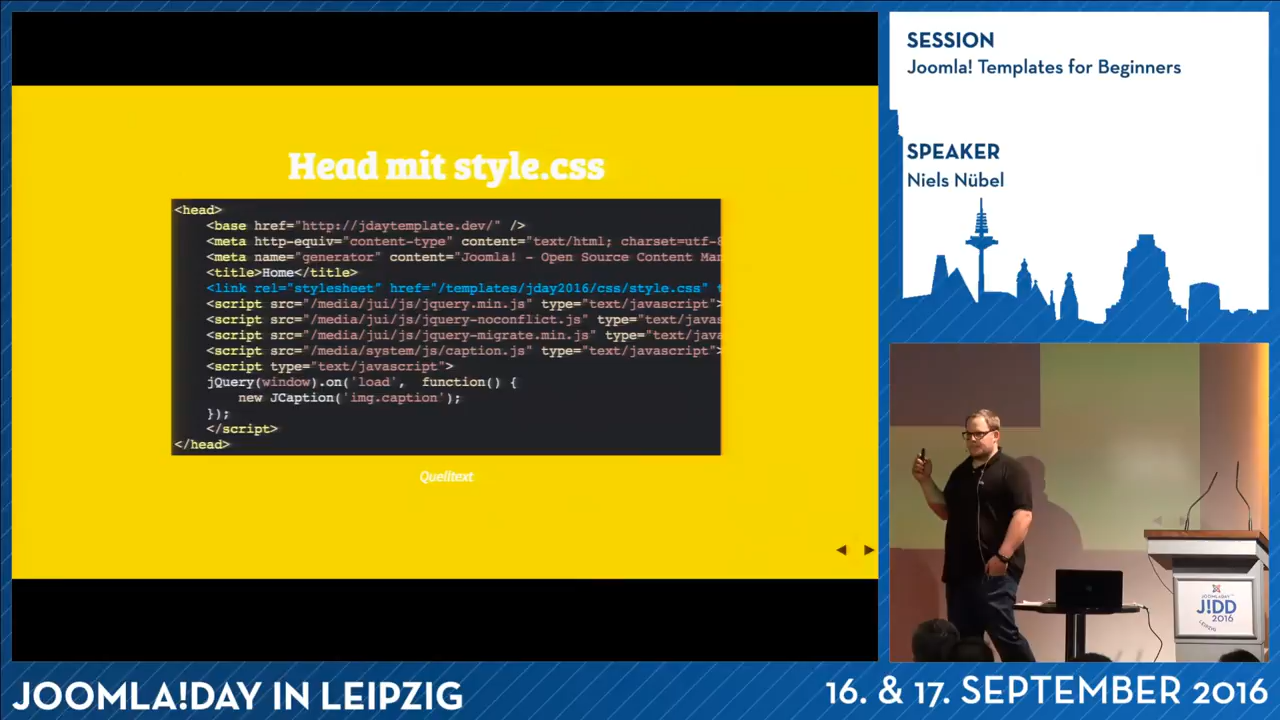 SESSION
Joomla! Templates for Beginners
SPEAKER
Niels Nübel
Head mit style.css
<head>
<base href="http://jdaytemplate.dev/" />
<meta http-equiv="content-type" content="text/html; charset=utf-8
<meta name="generator" content="Joomla! - Open Source Content Man
<title>Home</title>
<link rel="stylesheet" href="/templates/jday2016/css/style.css" t
<script src="/media/jui/js/jquery.min.js" type="text/javascript">
<script src="/media/jui/js/jquery-noconflict.js" type="text/javas
<script src="/media/jui/js/jquery-migrate.min.js" type="text/java
<script src="/media/system/js/caption.js" type="text/javascript">
<script type="text/javascript">
jQuery(window).on('load', function() {
new JCaption('img.caption');
});
</script>
</head>
Quelltext
JOOMLA!DAY
J!DD
2016
LEIPZIG
JOOMLA!DAY IN LEIPZIG
16. & 17. SEPTEMBER 2016